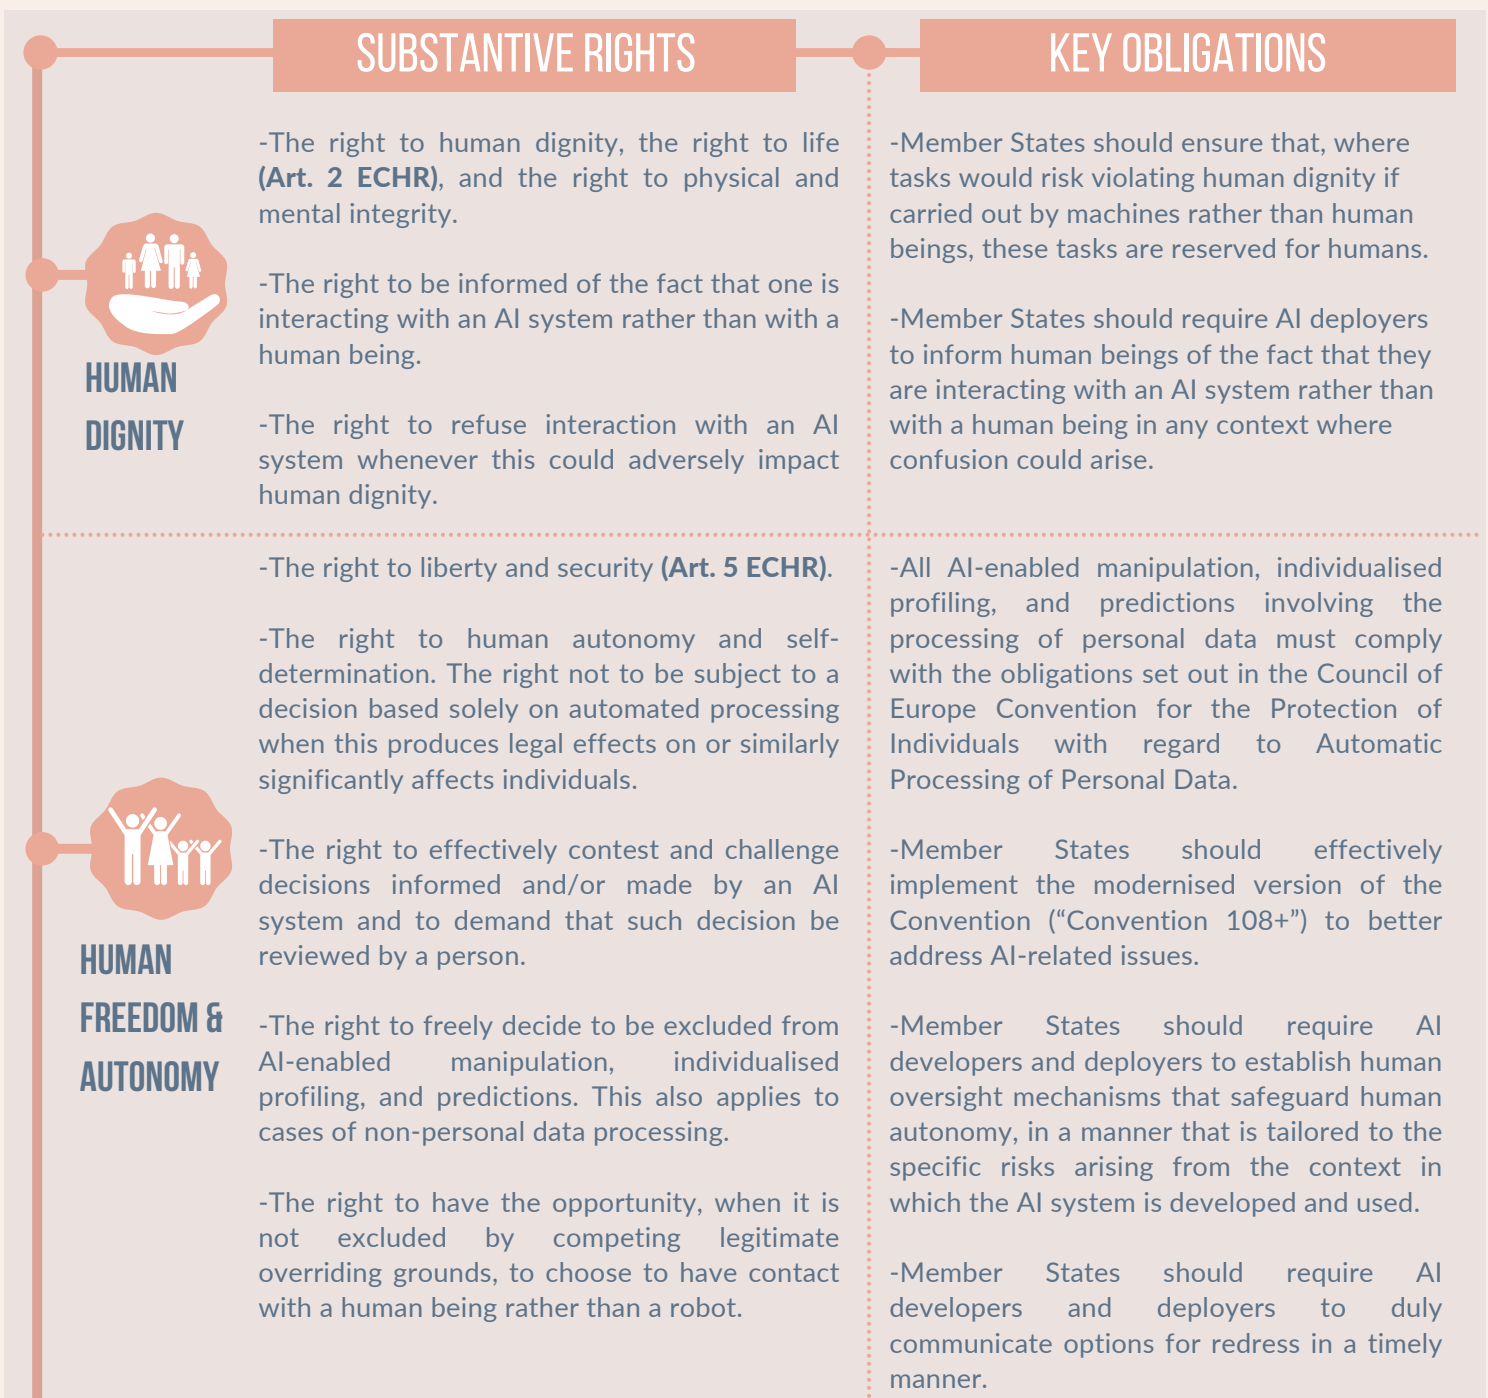 SUBSTANTIVE RIGHTS
KEY OBLIGATIONS
HUMAN
DIGNITY
-The right to human dignity, the right to life
(Art. 2 ECHR), and the right to physical and
mental integrity.
-The right to be informed of the fact that one is
interacting with an AI system rather than with a
human being.
-The right to refuse interaction with an AI
system whenever this could adversely impact
human dignity.
-Member States should ensure that, where
tasks would risk violating human dignity if
carried out by machines rather than human
beings, these tasks are reserved for humans.
-Member States should require AI deployers
to inform human beings of the fact that they
are interacting with an AI system rather than
with a human being in any context where
confusion could arise.
HUMAN
FREEDOM &
AUTONOMY
-The right to liberty and security (Art. 5 ECHR).
-The right to human autonomy and self-
determination. The right not to be subject to a
decision based solely on automated processing
when this produces legal effects on or similarly
significantly affects individuals.
-The right to effectively contest and challenge
decisions informed and/or made by an AI
system and to demand that such decision be
reviewed by a person.
-The right to freely decide to be excluded from
AI-enabled manipulation, individualised
profiling, and predictions. This also applies to
cases of non-personal data processing.
-The right to have the opportunity, when it is
not excluded by competing legitimate
overriding grounds, to choose to have contact
with a human being rather than a robot.
-All AI-enabled manipulation, individualised
profiling, and predictions involving the
processing of personal data must comply
with the obligations set out in the Council of
Europe Convention for the Protection of
Individuals with regard to Automatic
Processing of Personal Data.
-Member States should effectively
implement the modernised version of the
Convention (“Convention 108+”) to better
address AI-related issues.
-Member States should require AI
developers and deployers to establish human
oversight mechanisms that safeguard human
autonomy, in a manner that is tailored to the
specific risks arising from the context in
which the AI system is developed and used.
-Member States should require AI
developers and deployers to duly
communicate options for redress in a timely
manner.